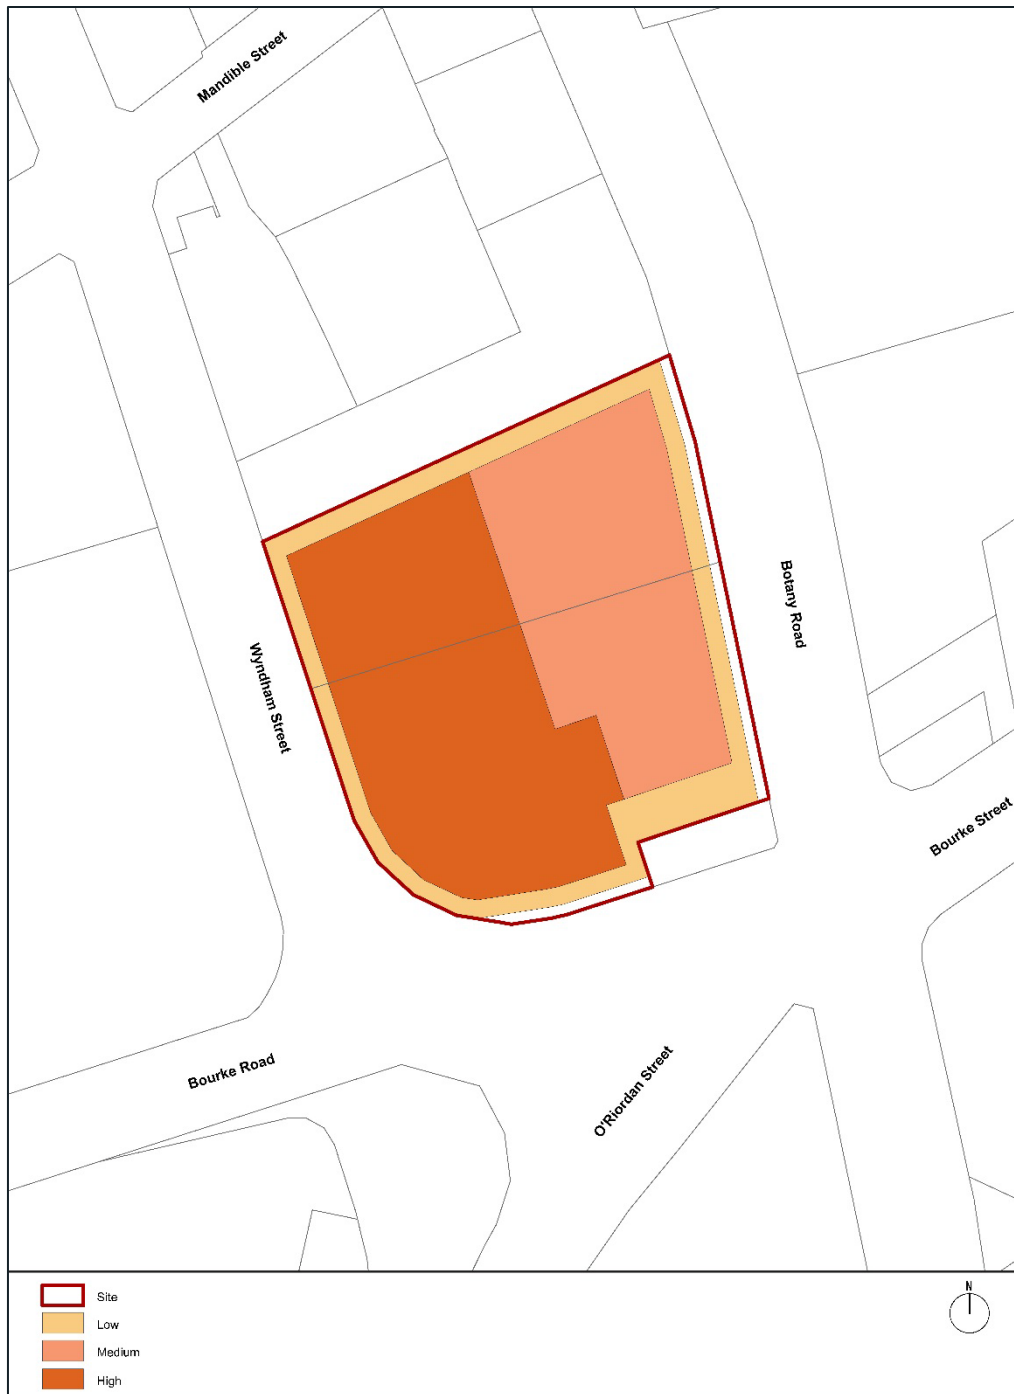 Mandible Street
Botany Road
Wyndham Street
Bourke Street
Bourke Road
O'Riordan Street
Site
Low
Medium
High
N